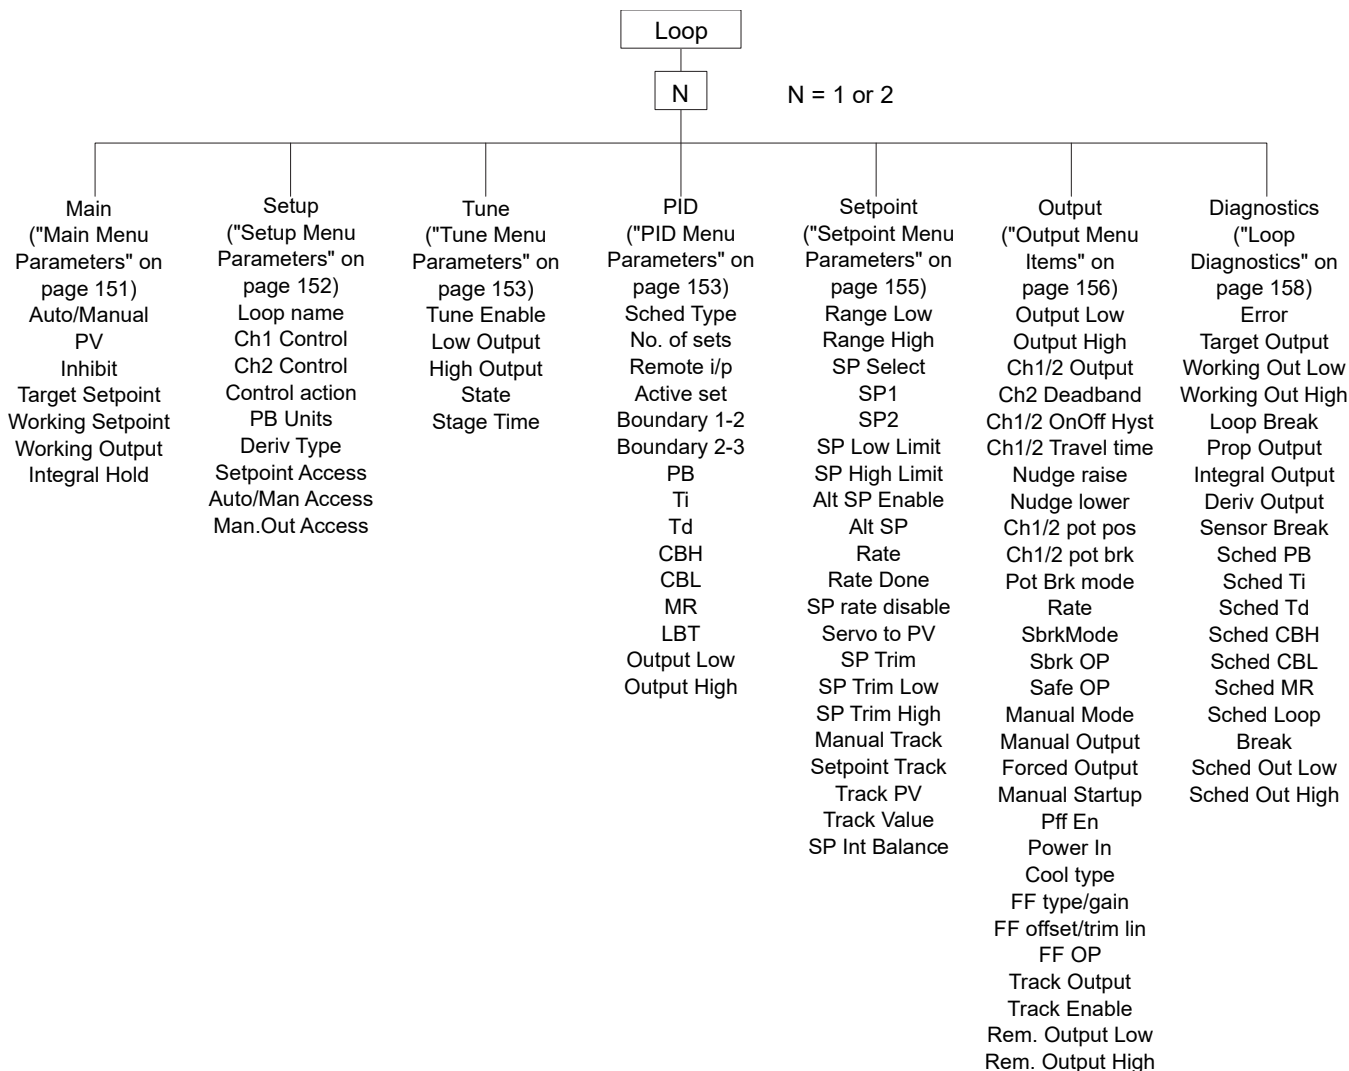 Loop
N
N = 1 or 2
Main
("Main Menu
Parameters" on
page 151)
Auto/Manual
PV
Inhibit
Target Setpoint
Working Setpoint
Working Output
Integral Hold
Setup
("Setup Menu
Parameters" on
page 152)
Loop name
Ch1 Control
Ch2 Control
Control action
PB Units
Deriv Type
Setpoint Access
Auto/Man Access
Man.Out Access
Tune
("Tune Menu
Parameters" on
page 153)
Tune Enable
Low Output
High Output
State
Stage Time
PID
("PID Menu
Parameters" on
page 153)
Sched Type
No. of sets
Remote i/p
Active set
Boundary 1-2
Boundary 2-3
PB
Ti
Td
CBH
CBL
MR
LBT
Output Low
Output High
Setpoint
("Setpoint Menu
Parameters" on
page 155)
Range Low
Range High
SP Select
SP1
SP2
SP Low Limit
SP High Limit
Alt SP Enable
Alt SP
Rate
Rate Done
SP rate disable
Servo to PV
SP Trim
SP Trim Low
SP Trim High
Manual Track
Setpoint Track
Track PV
Track Value
SP Int Balance
Output
("Output Menu
Items" on
page 156)
Output Low
Output High
Ch1/2 Output
Ch2 Deadband
Ch1/2 OnOff Hyst
Ch1/2 Travel time
Nudge raise
Nudge lower
Ch1/2 pot pos
Ch1/2 pot brk
Pot Brk mode
Rate
SbrkMode
Sbrk OP
Safe OP
Manual Mode
Manual Output
Forced Output
Manual Startup
Pff En
Power In
Cool type
FF type/gain
FF offset/trim lin
FF OP
Track Output
Track Enable
Rem. Output Low
Rem. Output High
Diagnostics
("Loop
Diagnostics" on
page 158)
Error
Target Output
Working Out Low
Working Out High
Loop Break
Prop Output
Integral Output
Deriv Output
Sensor Break
Sched PB
Sched Ti
Sched Td
Sched CBH
Sched CBL
Sched MR
Sched Loop
Break
Sched Out Low
Sched Out High